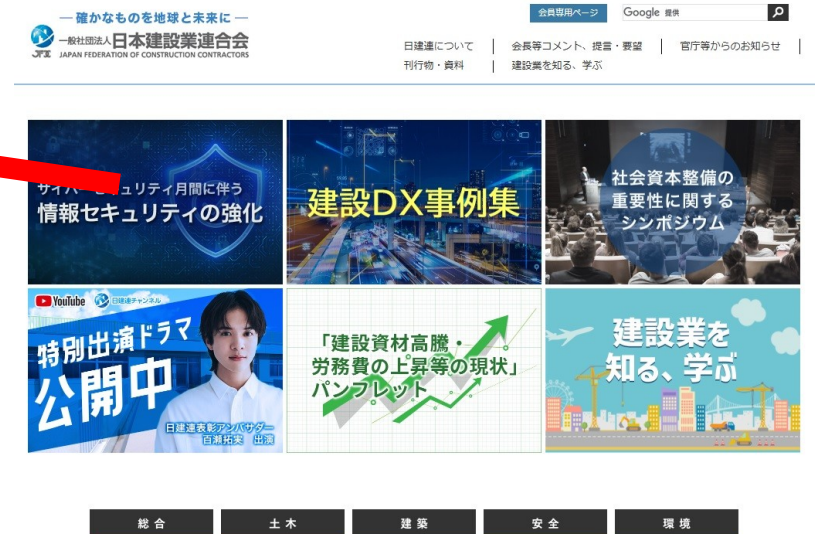 ― 確かなものを地球と未来に ―
一般社団法人日本建設業連合会
JFI JAPAN FEDERATION OF CONSTRUCTION CONTRACTORS
会員専用ページ
Google 提供
日建連について
会長等コメント、提言・要望
官庁等からのお知らせ
刊行物・資料
建設業を知る、学ぶ
ュリティ月間に伴う
情報セキュリティの強化
建設DX事例集
社会資本整備の
重要性に関する
シンポジウム
YouTube 日建連チャンネル
特別出演ドラマ
公開中
日建連表彰アンバサダー
百瀬拓実 出演
「建設資材高騰・
労務費の上昇等の現状」
パンフレット
建設業を
知る、学ぶ
総合
土木
建築
安全
環境